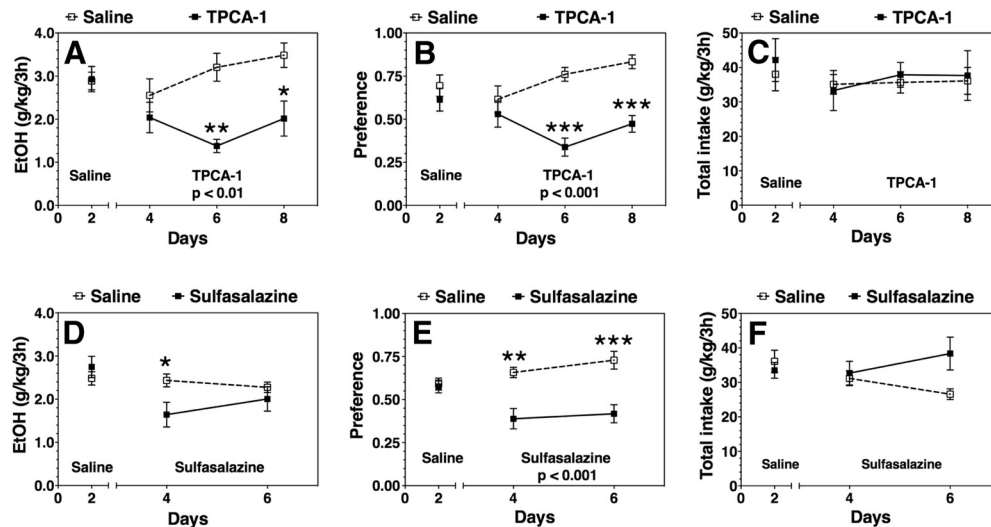 Saline TPCA-1
A
EtOH (g/kg/3h)
4.0
3.0
2.0
1.0
0.0
**
*
Saline
TPCA-1
p < 0.01
0 2 4 6 8
Days
Saline TPCA-1
B
Preference
1.00
0.75
0.50
0.25
0.00
***
***
Saline
TPCA-1
p < 0.001
0 2 4 6 8
Days
Saline TPCA-1
C
Total intake (g/kg/3h)
50
40
30
20
10
0
Saline TPCA-1
0 2 4 6 8
Days
Saline Sulfasalazine
D
EtOH (g/kg/3h)
4.0
3.0
2.0
1.0
0.0
*
Saline Sulfasalazine
0 2 4 6
Days
Saline Sulfasalazine
E
Preference
1.00
0.75
0.50
0.25
0.00
**
***
Saline
Sulfasalazine
p < 0.001
0 2 4 6
Days
Saline Sulfasalazine
F
Total intake (g/kg/3h)
50
40
30
20
10
0
Saline Sulfasalazine
0 2 4 6
Days